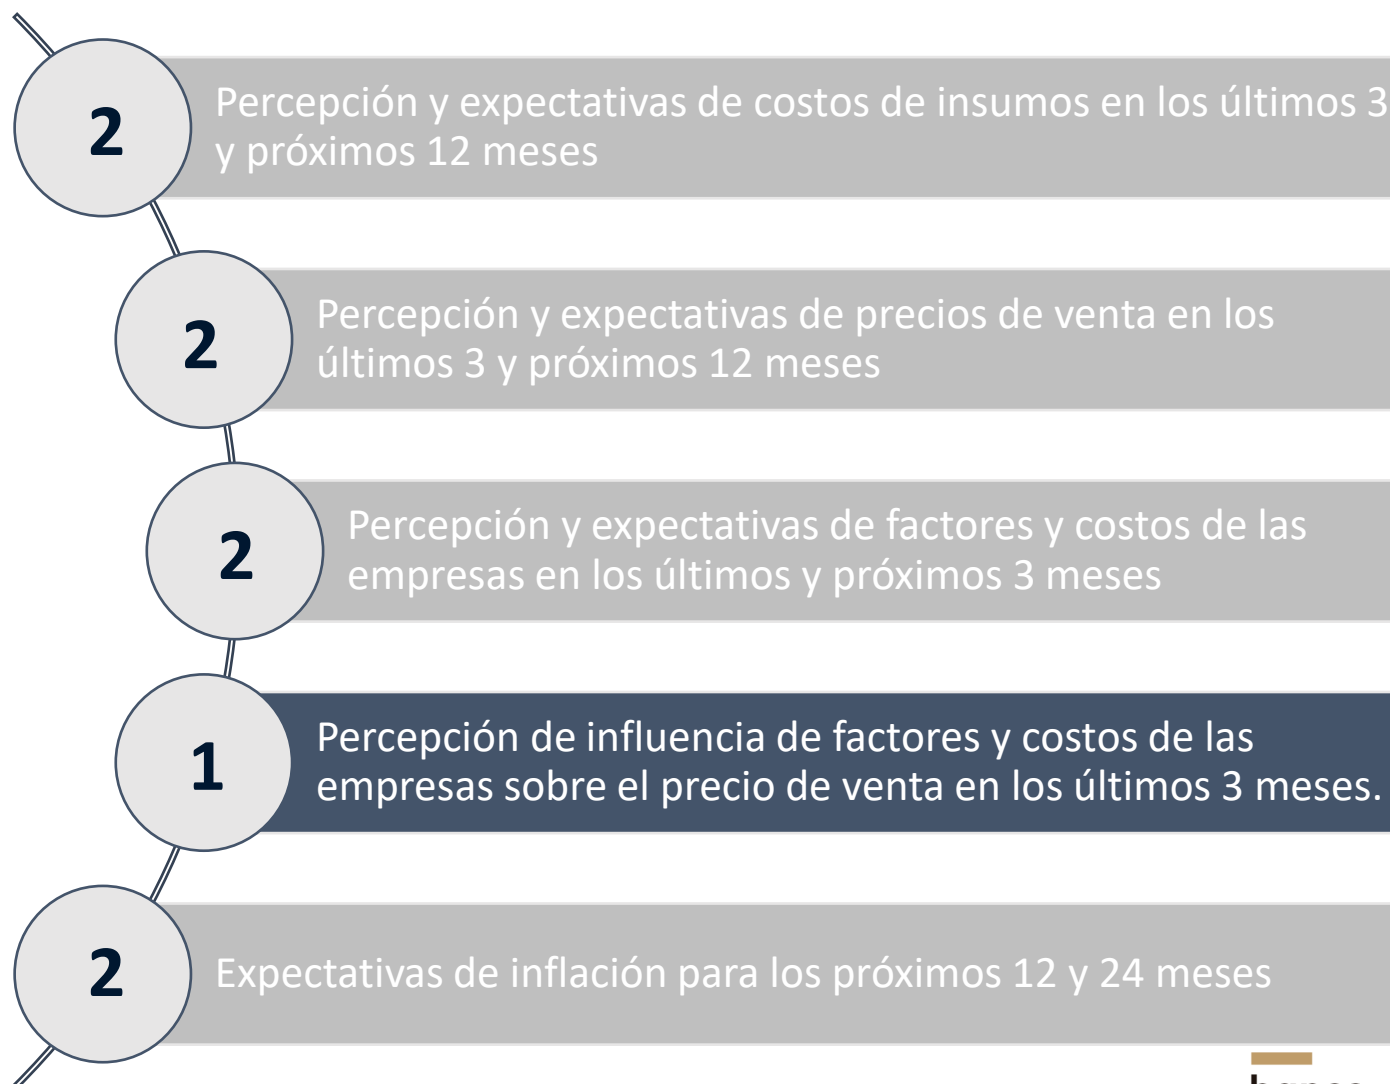 2
Percepción y expectativas de costos de insumos en los últimos 3
y próximos 12 meses
2
Percepción y expectativas de precios de venta en los
últimos 3 y próximos 12 meses
2
Percepción y expectativas de factores y costos de las
empresas en los últimos y próximos 3 meses
1
Percepción de influencia de factores y costos de las
empresas sobre el precio de venta en los últimos 3 meses.
2
Expectativas de inflación para los próximos 12 y 24 meses